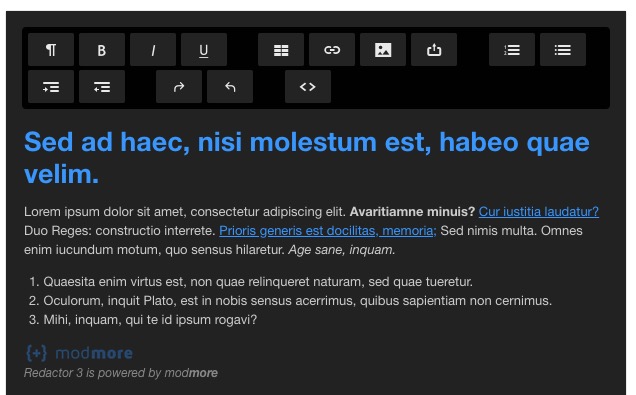 ¶ B I U
<>
Sed ad haec, nisi molestum est, habeo quae
velim.
Lorem ipsum dolor sit amet, consectetur adipiscing elit. Avaritiamne minuis? Cur iustitia laudatur?
Duo Reges: constructio interrete. Prioris generis est docilitas, memoria; Sed nimis multa. Omnes
enim iucundum motum, quo sensus hilaretur. Age sane, inquam.
1. Quaesita enim virtus est, non quae relinqueret naturam, sed quae tueretur.
2. Oculorum, inquit Plato, est in nobis sensus acerrimus, quibus sapientiam non cernimus.
3. Mihi, inquam, qui te id ipsum rogavi?
{+} modmore
Redactor 3 is powered by modmore